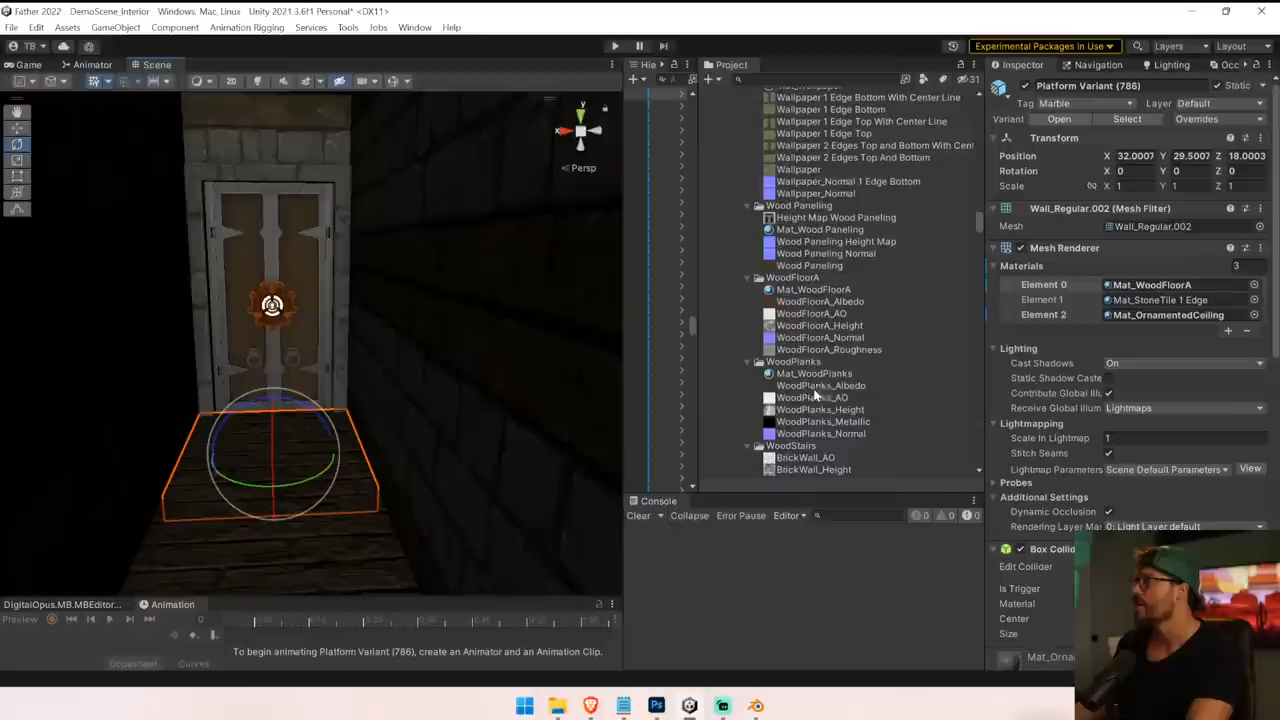 Father 2022 - DemoScene_Interior - Windows, Mac, Linux - Unity 2021.3.6f1 Personal* <DX11>
File Edit Assets GameObject Component Animation Rigging Services Tools Jobs Window Help
TB Experimental Packages In Use Layers Layout
Game Animator Scene Hie Project Inspector Navigation Lighting Occ
2D 31
Platform Variant (786) Static
Tag Marble Layer Default
Variant Open Select Overrides
Transform
Position X 32.0007 Y 29.5007 Z 18.0003
Rotation X 0 Y 0 Z 0
Scale X 1 Y 1 Z 1
Wall_Regular.002 (Mesh Filter)
Mesh Wall_Regular.002
Mesh Renderer
Materials 3
Element 0 Mat_WoodFloorA
Element 1 Mat_StoneTile 1 Edge
Element 2 Mat_OrnamentedCeiling
Lighting
Cast Shadows On
Static Shadow Caste
Contribute Global Illu
Receive Global Illum Lightmaps
Lightmapping
Scale In Lightmap 1
Stitch Seams
Lightmap Parameters Scene Default Parameters View
Probes
Additional Settings
Dynamic Occlusion
Rendering Layer Mas 0: Light Layer default
Box Collid
Edit Collider
Is Trigger
Material
Center
Size
Mat_Ornam
Wallpaper 1 Edge Bottom With Center Line
Wallpaper 1 Edge Bottom
Wallpaper 1 Edge Top With Center Line
Wallpaper 1 Edge Top
Wallpaper 2 Edges Top and Bottom With Cent
Wallpaper 2 Edges Top And Bottom
Wallpaper
Wallpaper_Normal 1 Edge Bottom
Wallpaper_Normal
Wood Paneling
Height Map Wood Paneling
Mat_Wood Paneling
Wood Paneling Height Map
Wood Paneling Normal
Wood Paneling
WoodFloorA
Mat_WoodFloorA
WoodFloorA_Albedo
WoodFloorA_AO
WoodFloorA_Height
WoodFloorA_Normal
WoodFloorA_Roughness
WoodPlanks
Mat_WoodPlanks
WoodPlanks_Albedo
WoodPlanks_AO
WoodPlanks_Height
WoodPlanks_Metallic
WoodPlanks_Normal
WoodStairs
BrickWall_AO
BrickWall_Height
y
x
Persp
Console
Clear Collapse Error Pause Editor 0 0 0
DigitalOpus.MB.MBEditor... Animation
Preview 0
To begin animating Platform Variant (786), create an Animator and an Animation Clip.
Dopesheet Curves
Ps